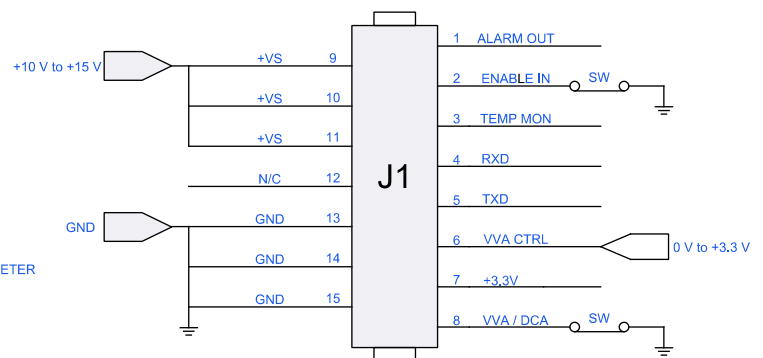 1 ALARM OUT
+10 V to +15 V +VS 9
2 ENABLE IN SW
+VS 10
3 TEMP MON
+VS 11
4 RXD
N/C 12
J1
5 TXD
GND GND 13
6 VVA CTRL 0 V to +3.3 V
GND 14
ETER
7 +3.3V
GND 15
8 VVA / DCA SW